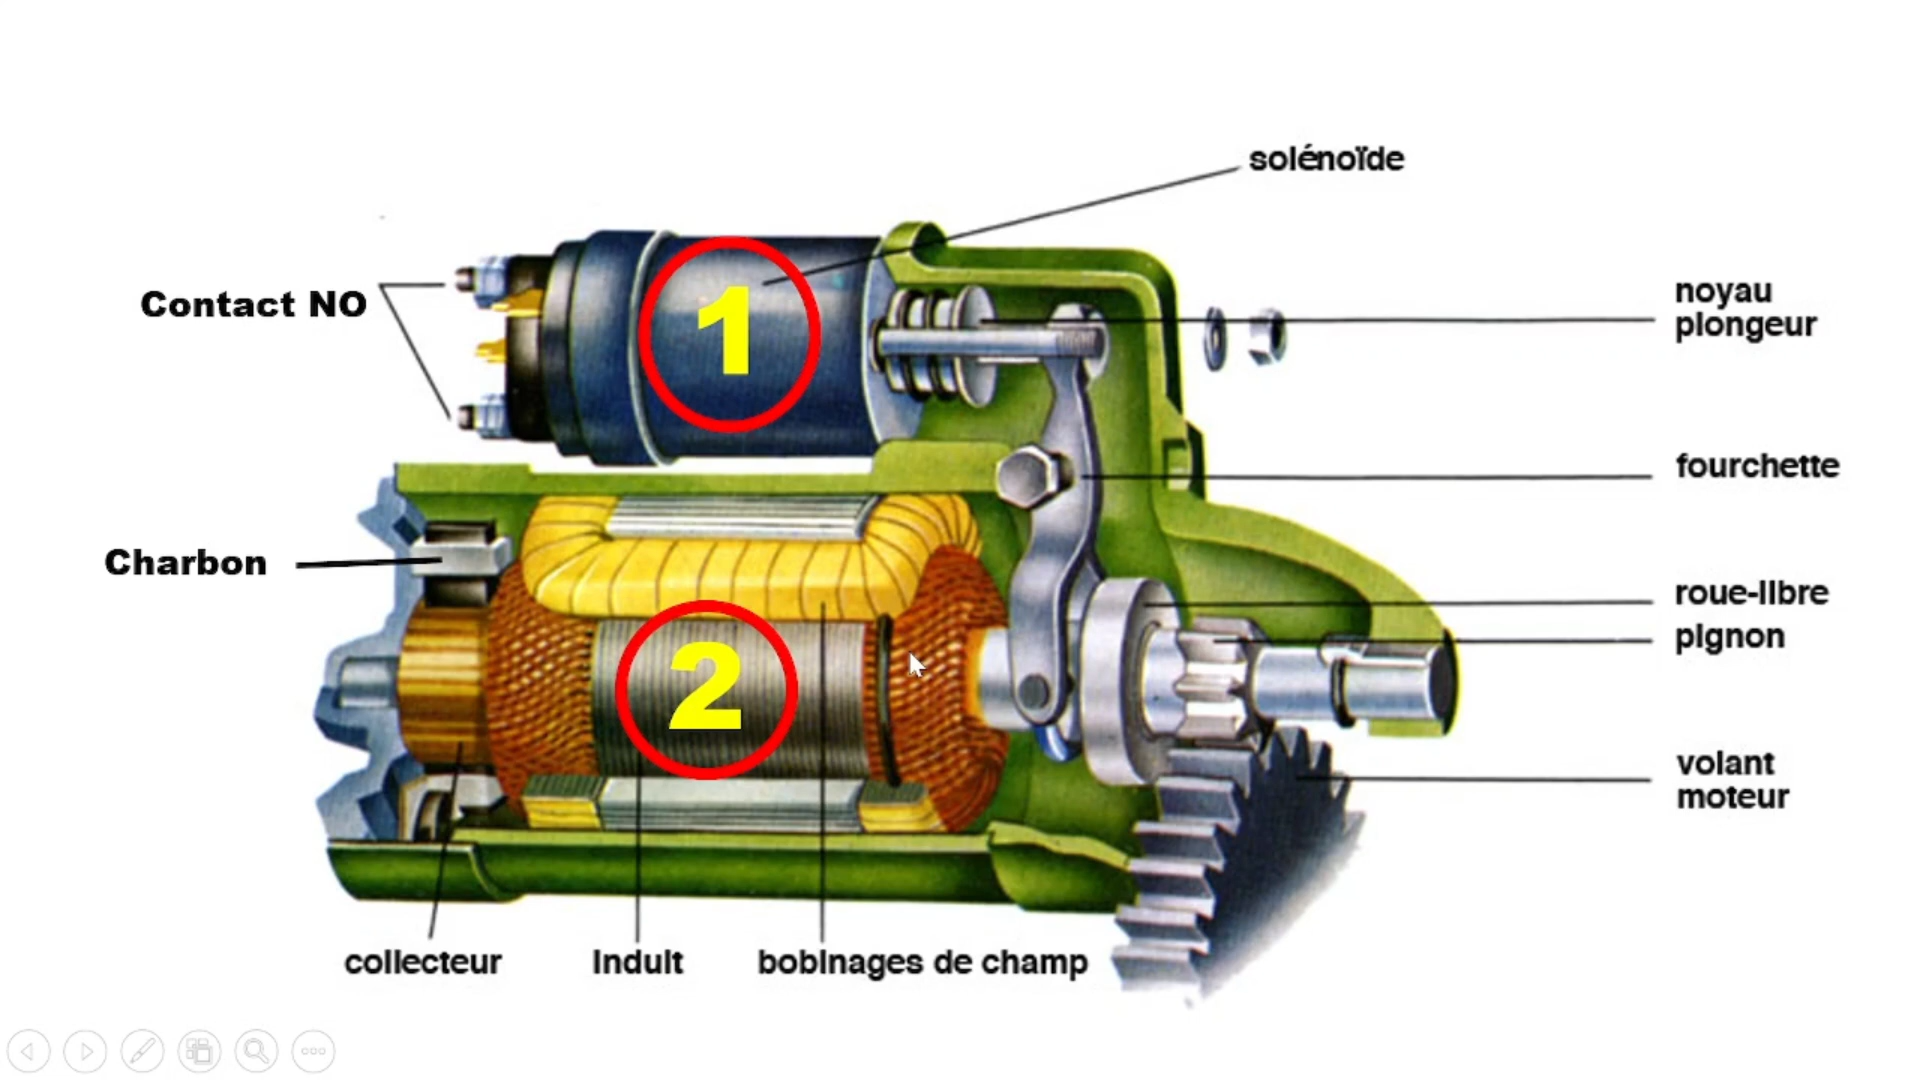 solénoïde
Contact NO
1
noyau
plongeur
fourchette
Charbon
roue-libre
pignon
2
volant
moteur
collecteur
induit
bobinages de champ